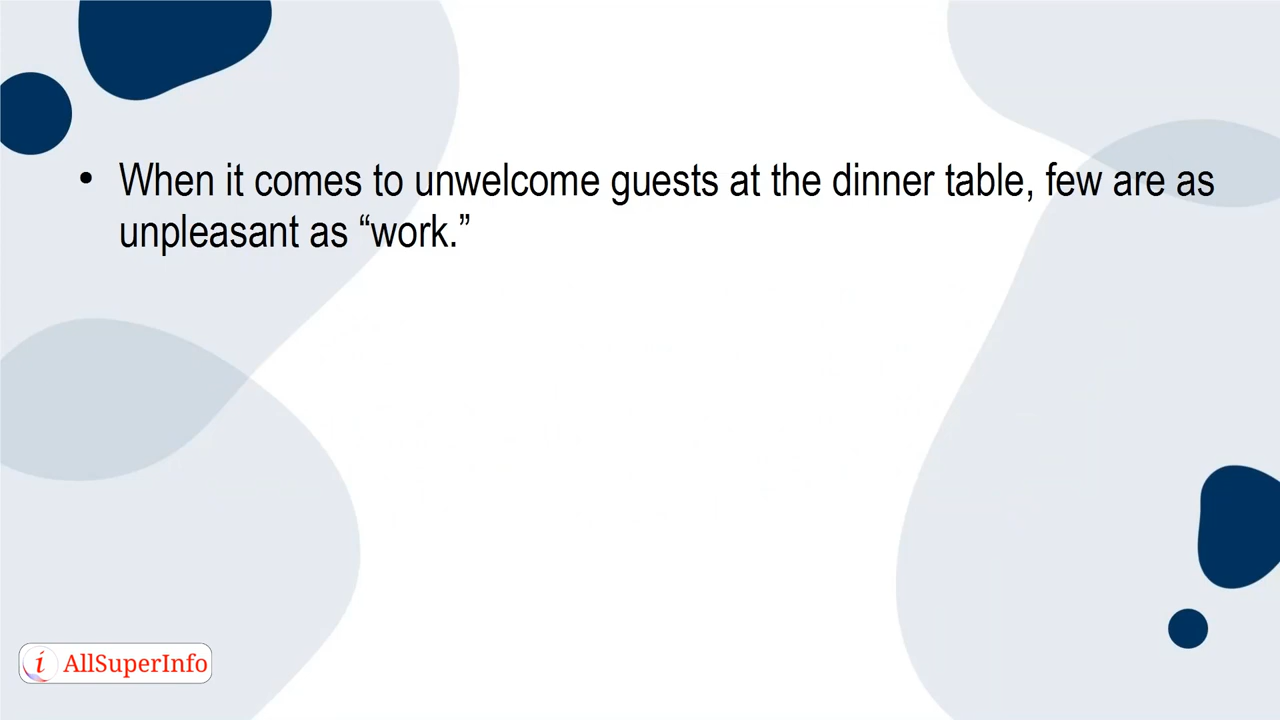 • When it comes to unwelcome guests at the dinner table, few are as
unpleasant as “work.”
i AllSuperInfo